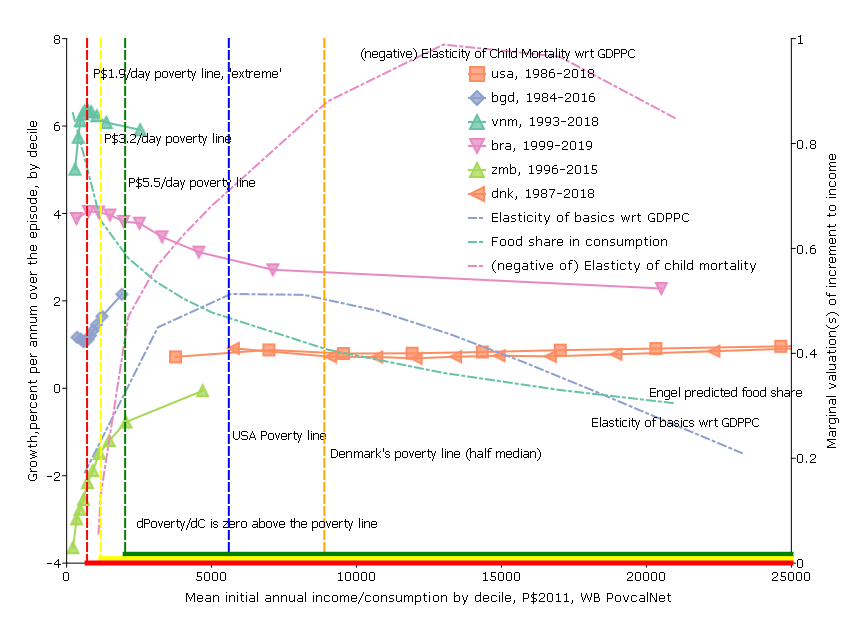 8
1
(negative) Elasticity of Child Mortality wrt GDPPC
P$1.9/day poverty line, 'extreme'
usa, 1986-2018
bgd, 1984-2016
6
vnm, 1993-2018
P$3.2/day poverty line
0.8
bra, 1999-2019
zmb, 1996-2015
P$5.5/day poverty line
dnk, 1987-2018
4
Elasticity of basics wrt GDPPC
Food share in consumption
0.6
(negative of) Elasticty of child mortality
2
0.4
0
Engel predicted food share
Elasticity of basics wrt GDPPC
USA Poverty line
Denmark's poverty line (half median)
0.2
-2
dPoverty/dC is zero above the poverty line
-4
0
0
5000
10000
15000
20000
25000
Mean initial annual income/consumption by decile, P$2011, WB PovcalNet
Growth,percent per annum over the episode, by decile
Marginal valuation(s) of increment to income